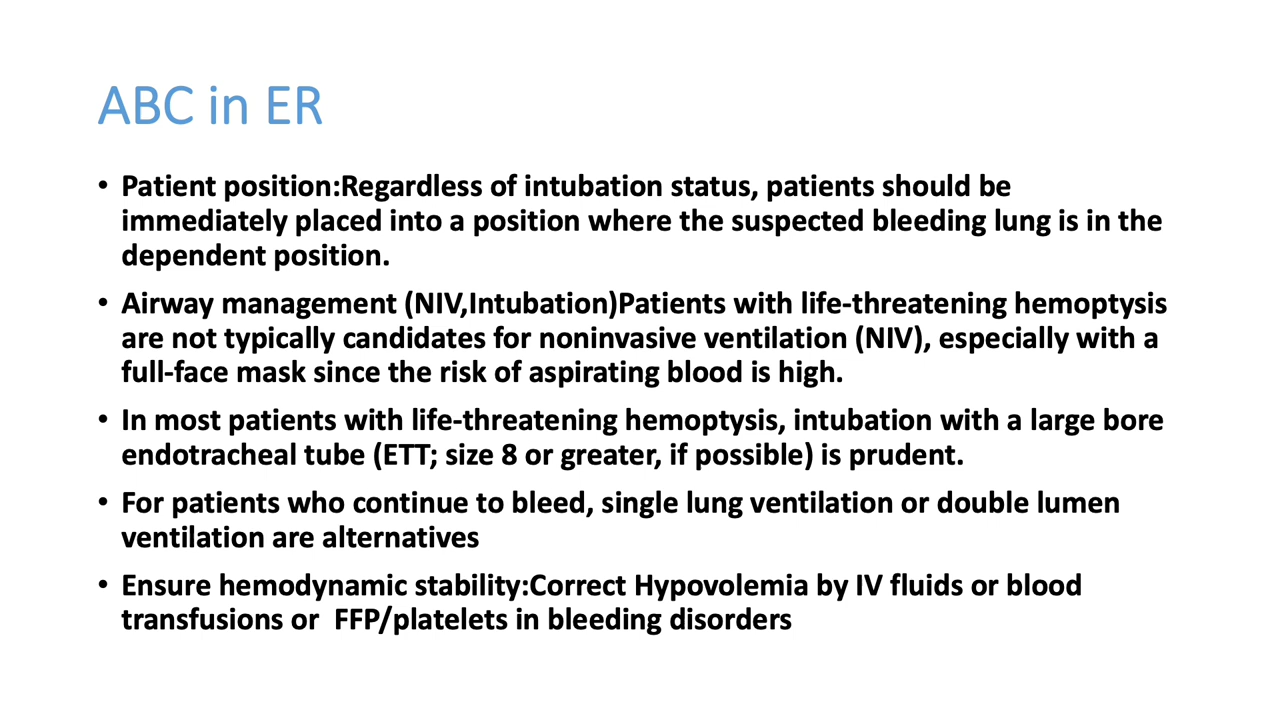 ABC in ER
• Patient position:Regardless of intubation status, patients should be
immediately placed into a position where the suspected bleeding lung is in the
dependent position.
• Airway management (NIV,Intubation)Patients with life-threatening hemoptysis
are not typically candidates for noninvasive ventilation (NIV), especially with a
full-face mask since the risk of aspirating blood is high.
• In most patients with life-threatening hemoptysis, intubation with a large bore
endotracheal tube (ETT; size 8 or greater, if possible) is prudent.
• For patients who continue to bleed, single lung ventilation or double lumen
ventilation are alternatives
• Ensure hemodynamic stability:Correct Hypovolemia by IV fluids or blood
transfusions or  FFP/platelets in bleeding disorders